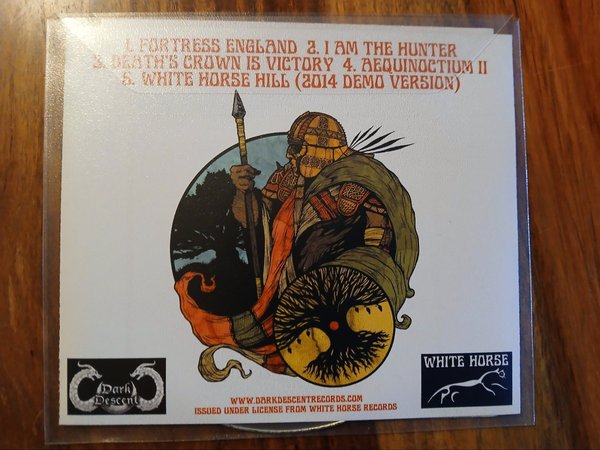 1. FORTRESS ENGLAND 2. I AM THE HUNTER
3. DEATH'S CROWN IS VICTORY 4. AEQUINOCTIUM II
5. WHITE HORSE HILL (2014 DEMO VERSION)
Dark
Descent
WHITE HORSE
WWW.DARKDESCENTRECORDS.COM
ISSUED UNDER LICENSE FROM WHITE HORSE RECORDS